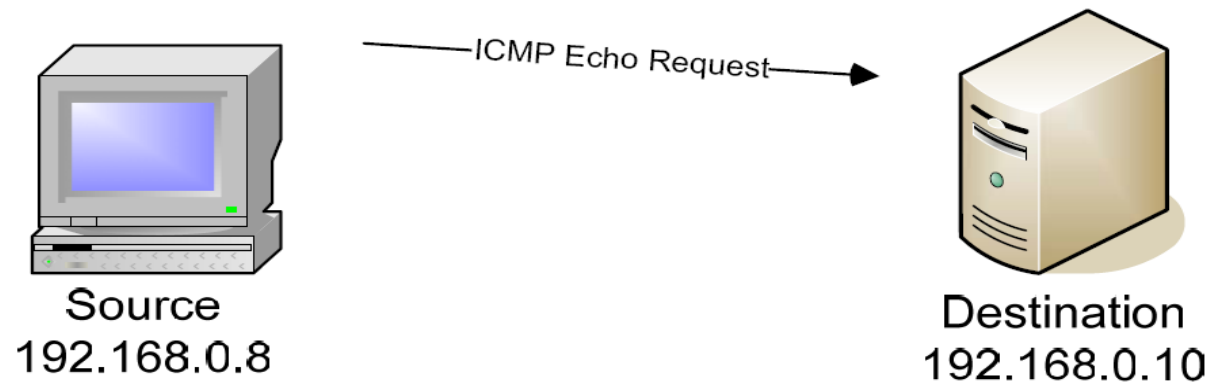 ICMP Echo Request
Source
192.168.0.8
Destination
192.168.0.10